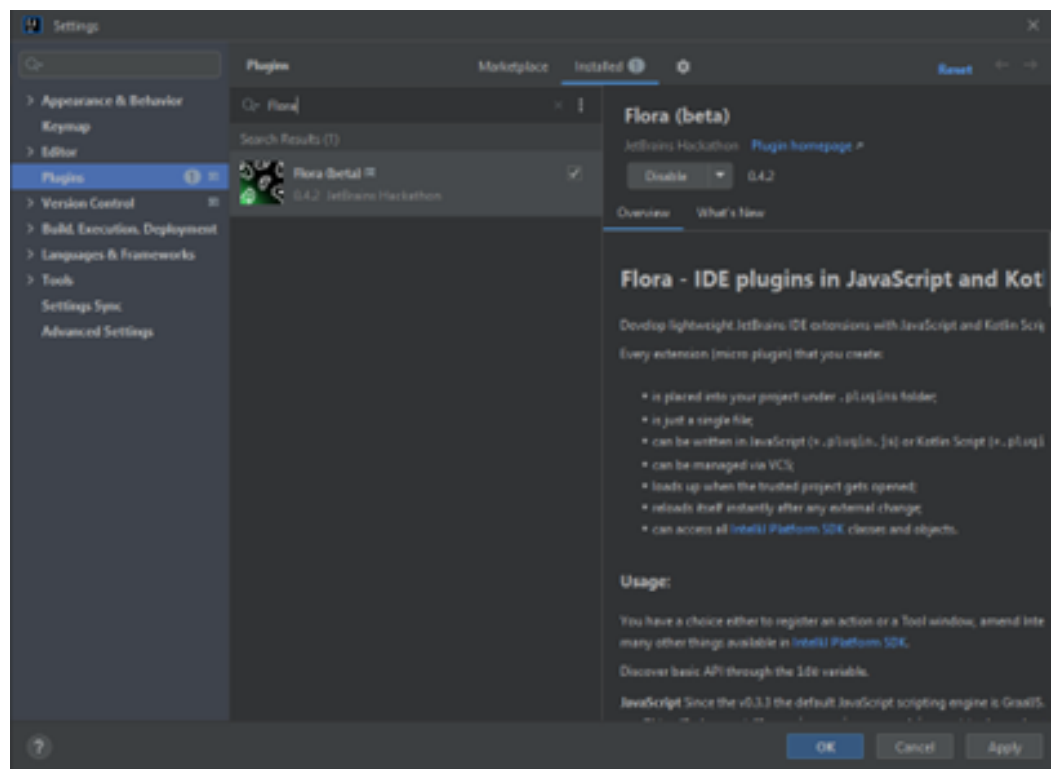 Settings
Plugins
Marketplace
Installed 1
Reset
Appearance & Behavior
Keymap
Editor
Plugins 1
Version Control
Build, Execution, Deployment
Languages & Frameworks
Tools
Settings Sync
Advanced Settings
Flora
Search Results (1)
Flora (beta)
0.4.2 JetBrains Hackathon
Flora (beta)
JetBrains Hackathon Plugin homepage
Disable 0.4.2
Overview What's New
Flora - IDE plugins in JavaScript and Kot
Develop lightweight JetBrains IDE extensions with JavaScript and Kotlin Scrip
Every extension (micro plugin) that you create:
• is placed into your project under .plugins folder;
• is just a single file;
• can be written in JavaScript (*.plugin.js) or Kotlin Script (*.plugi
• can be managed via VCS;
• loads up when the trusted project gets opened;
• reloads itself instantly after any external change;
• can access all IntelliJ Platform SDK classes and objects.
Usage:
You have a choice either to register an action or a Tool window, amend Inte
many other things available in IntelliJ Platform SDK.
Discover basic API through the ide variable.
JavaScript Since the v0.3.3 the default JavaScript scripting engine is GraalJS.
?
OK Cancel Apply